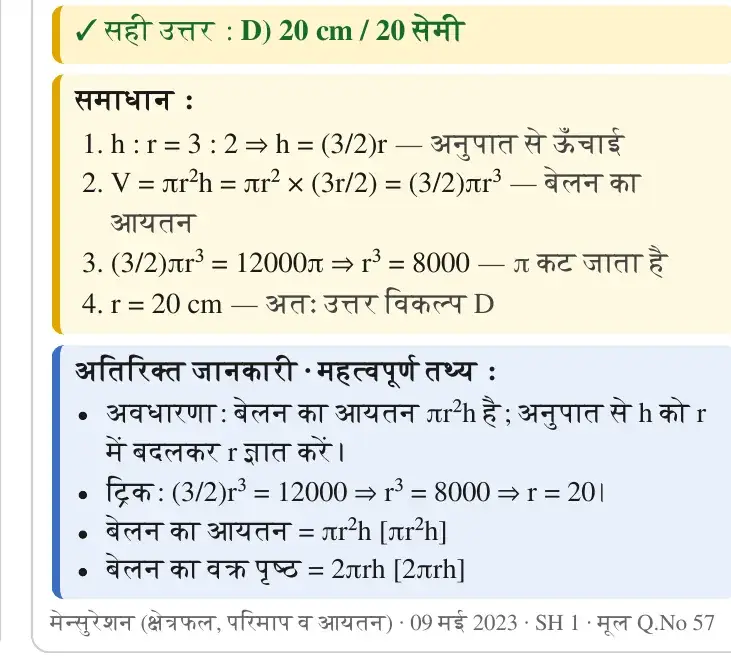 ✓ सही उत्तर : D) 20 cm / 20 सेमी
समाधान :
1. h : r = 3 : 2 ⇒ h = (3/2)r — अनुपात से ऊँचाई
2. V = πr²h = πr² × (3r/2) = (3/2)πr³ — बेलन का
आयतन
3. (3/2)πr³ = 12000π ⇒ r³ = 8000 — π कट जाता है
4. r = 20 cm — अतः उत्तर विकल्प D
अतिरिक्त जानकारी · महत्वपूर्ण तथ्य :
• अवधारणा : बेलन का आयतन πr²h है ; अनुपात से h को r
में बदलकर r ज्ञात करें।
• ट्रिक : (3/2)r³ = 12000 ⇒ r³ = 8000 ⇒ r = 20।
• बेलन का आयतन = πr²h [πr²h]
• बेलन का वक्र पृष्ठ = 2πrh [2πrh]
मेन्सुरेशन (क्षेत्रफल, परिमाप व आयतन) · 09 मई 2023 · SH 1 · मूल Q.No 57